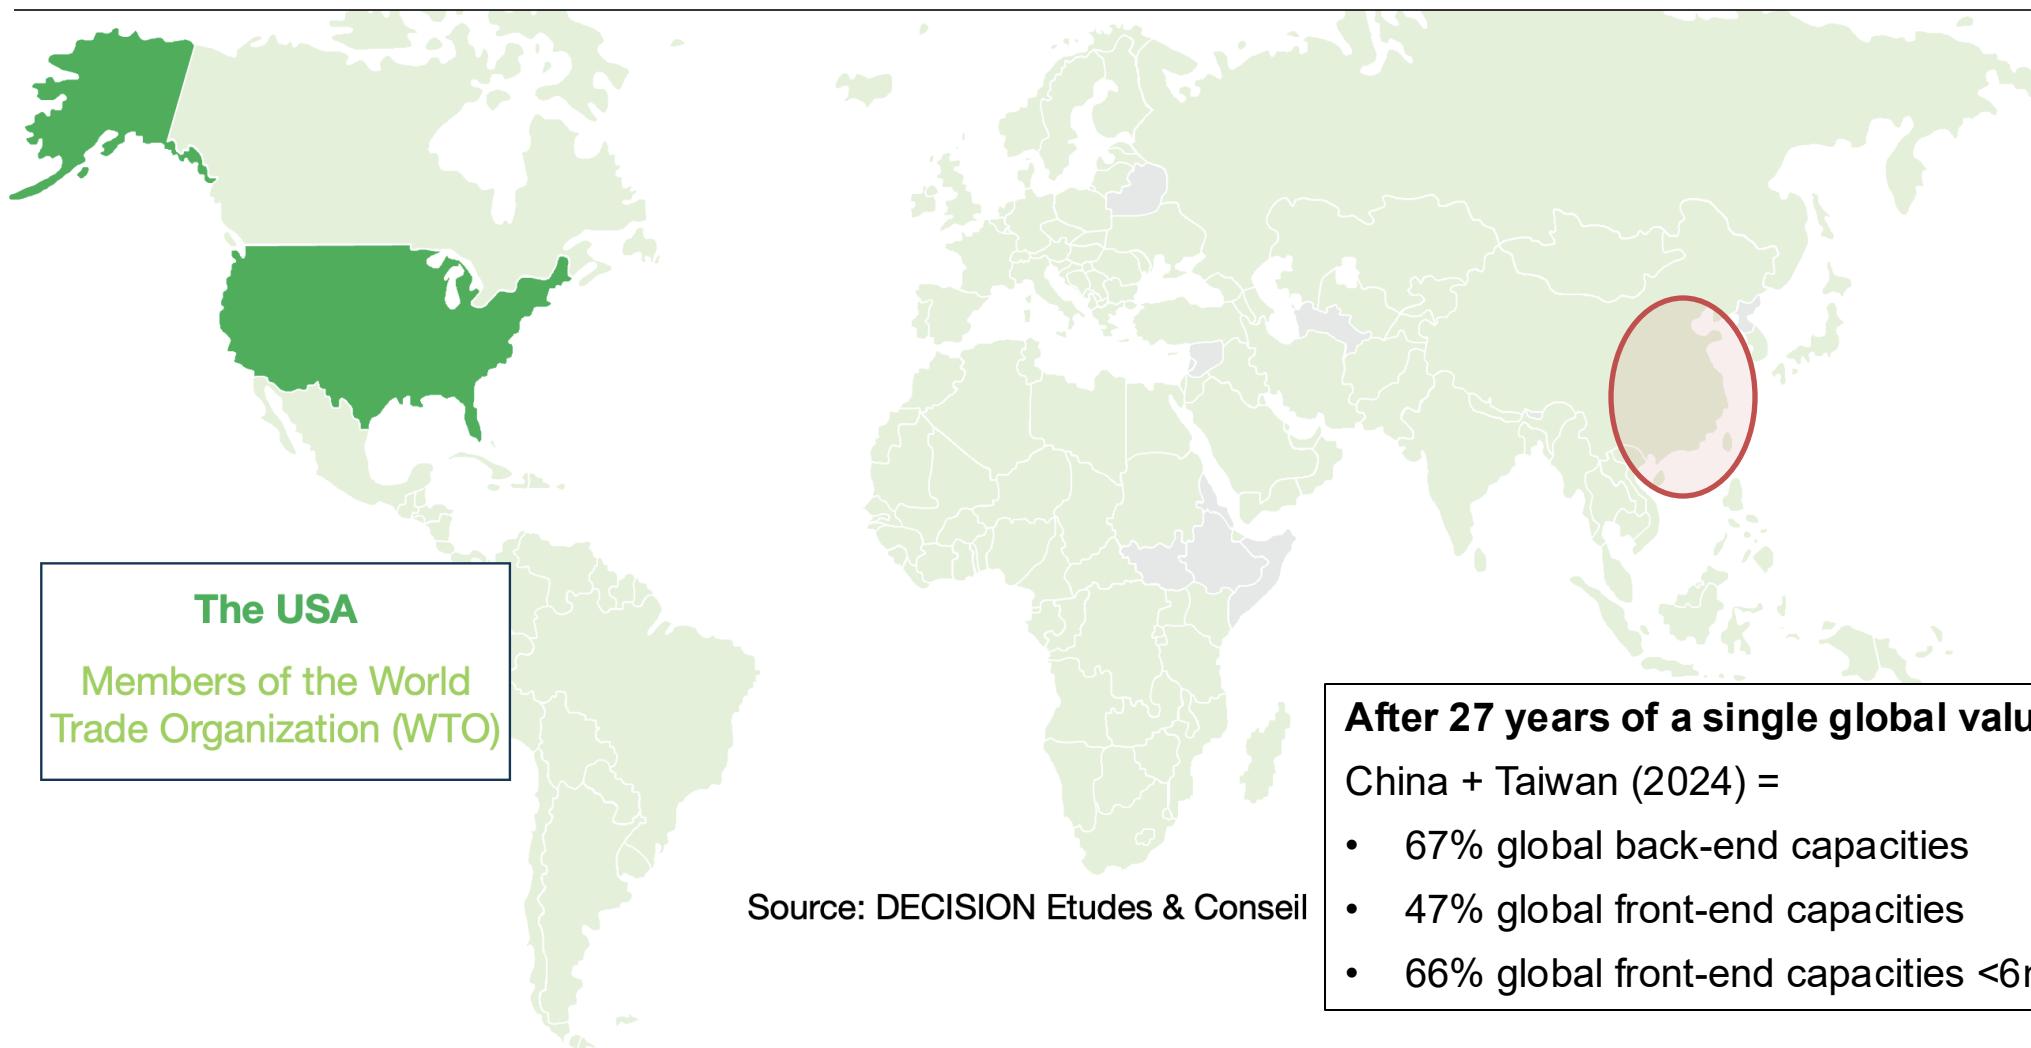 The USA
Members of the World
Trade Organization (WTO)
Source: DECISION Etudes & Conseil
After 27 years of a single global valu
China + Taiwan (2024) =
• 67% global back-end capacities
• 47% global front-end capacities
• 66% global front-end capacities <6